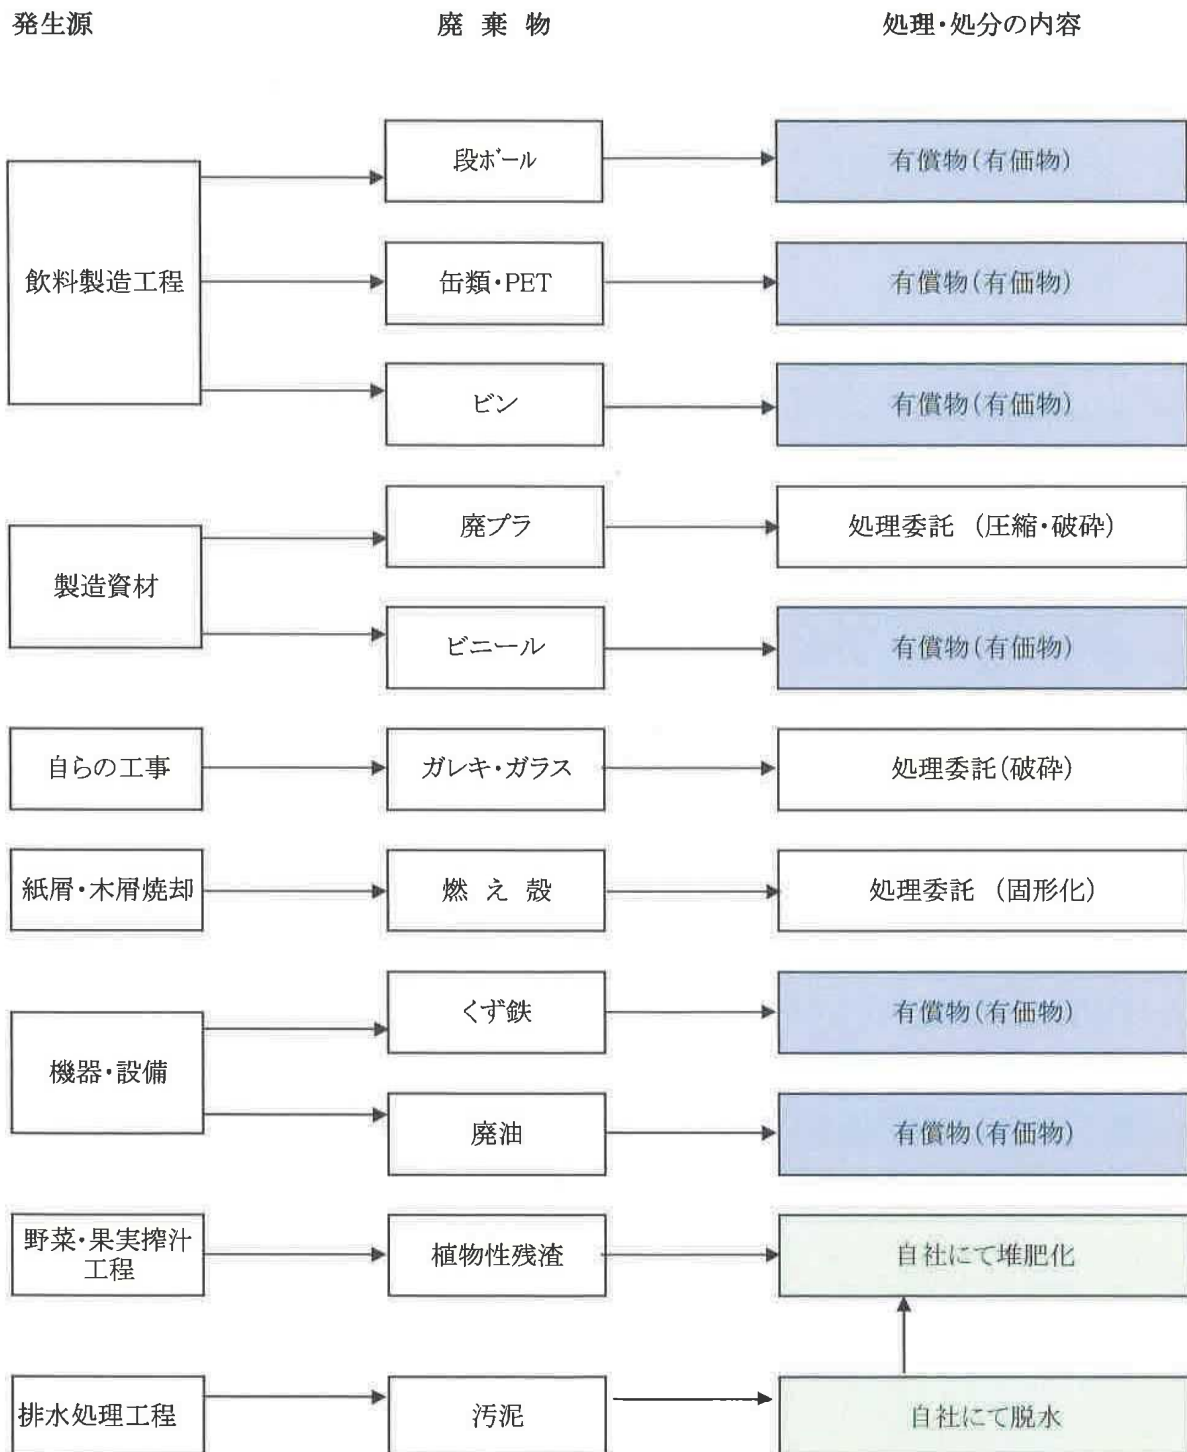 発生源 廃棄物 処理・処分の内容
飲料製造工程
段ボール 有償物(有価物)
缶類・PET 有償物(有価物)
ビン 有償物(有価物)
製造資材
廃プラ 処理委託 (圧縮・破砕)
ビニール 有償物(有価物)
自らの工事 ガレキ・ガラス 処理委託(破砕)
紙屑・木屑焼却 燃え殻 処理委託 (固形化)
機器・設備
くず鉄 有償物(有価物)
廃油 有償物(有価物)
野菜・果実搾汁
工程
植物性残渣 自社にて堆肥化
排水処理工程 汚泥 自社にて脱水